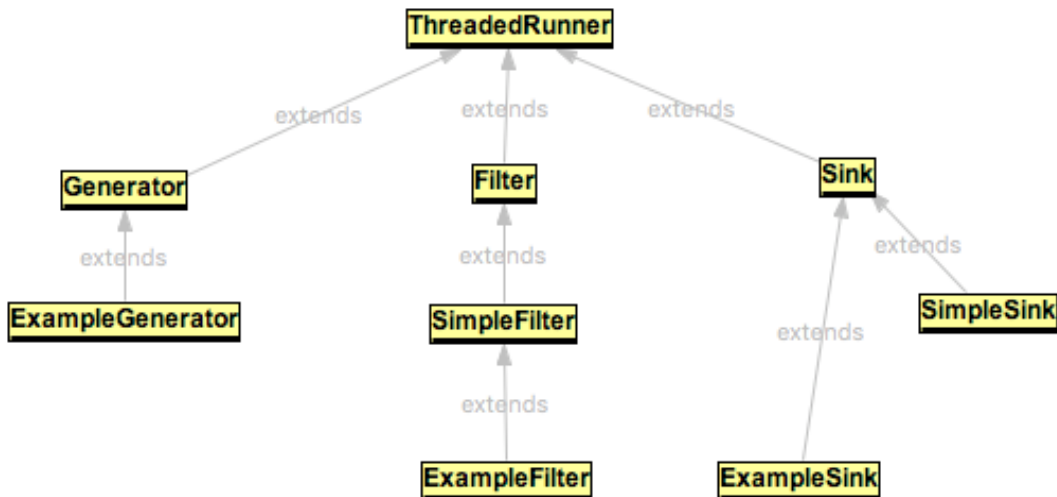 ThreadedRunner
extends
extends
extends
Generator
Filter
Sink
extends
extends
extends
ExampleGenerator
SimpleFilter
SimpleSink
extends
extends
ExampleFilter
ExampleSink